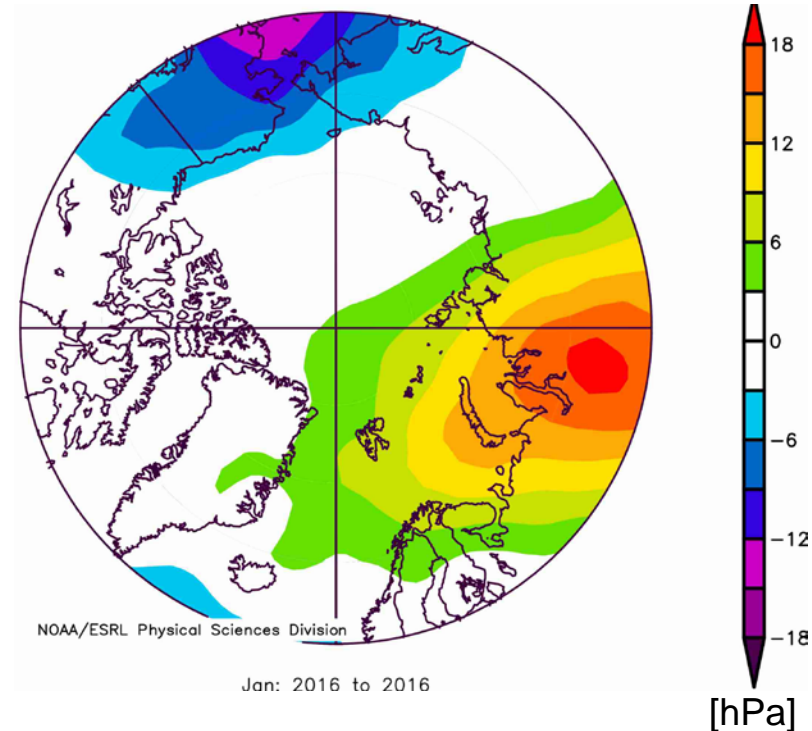 18
12
6
0
−6
−12
−18
NOAA/ESRL Physical Sciences Division
Jan: 2016 to 2016
[hPa]